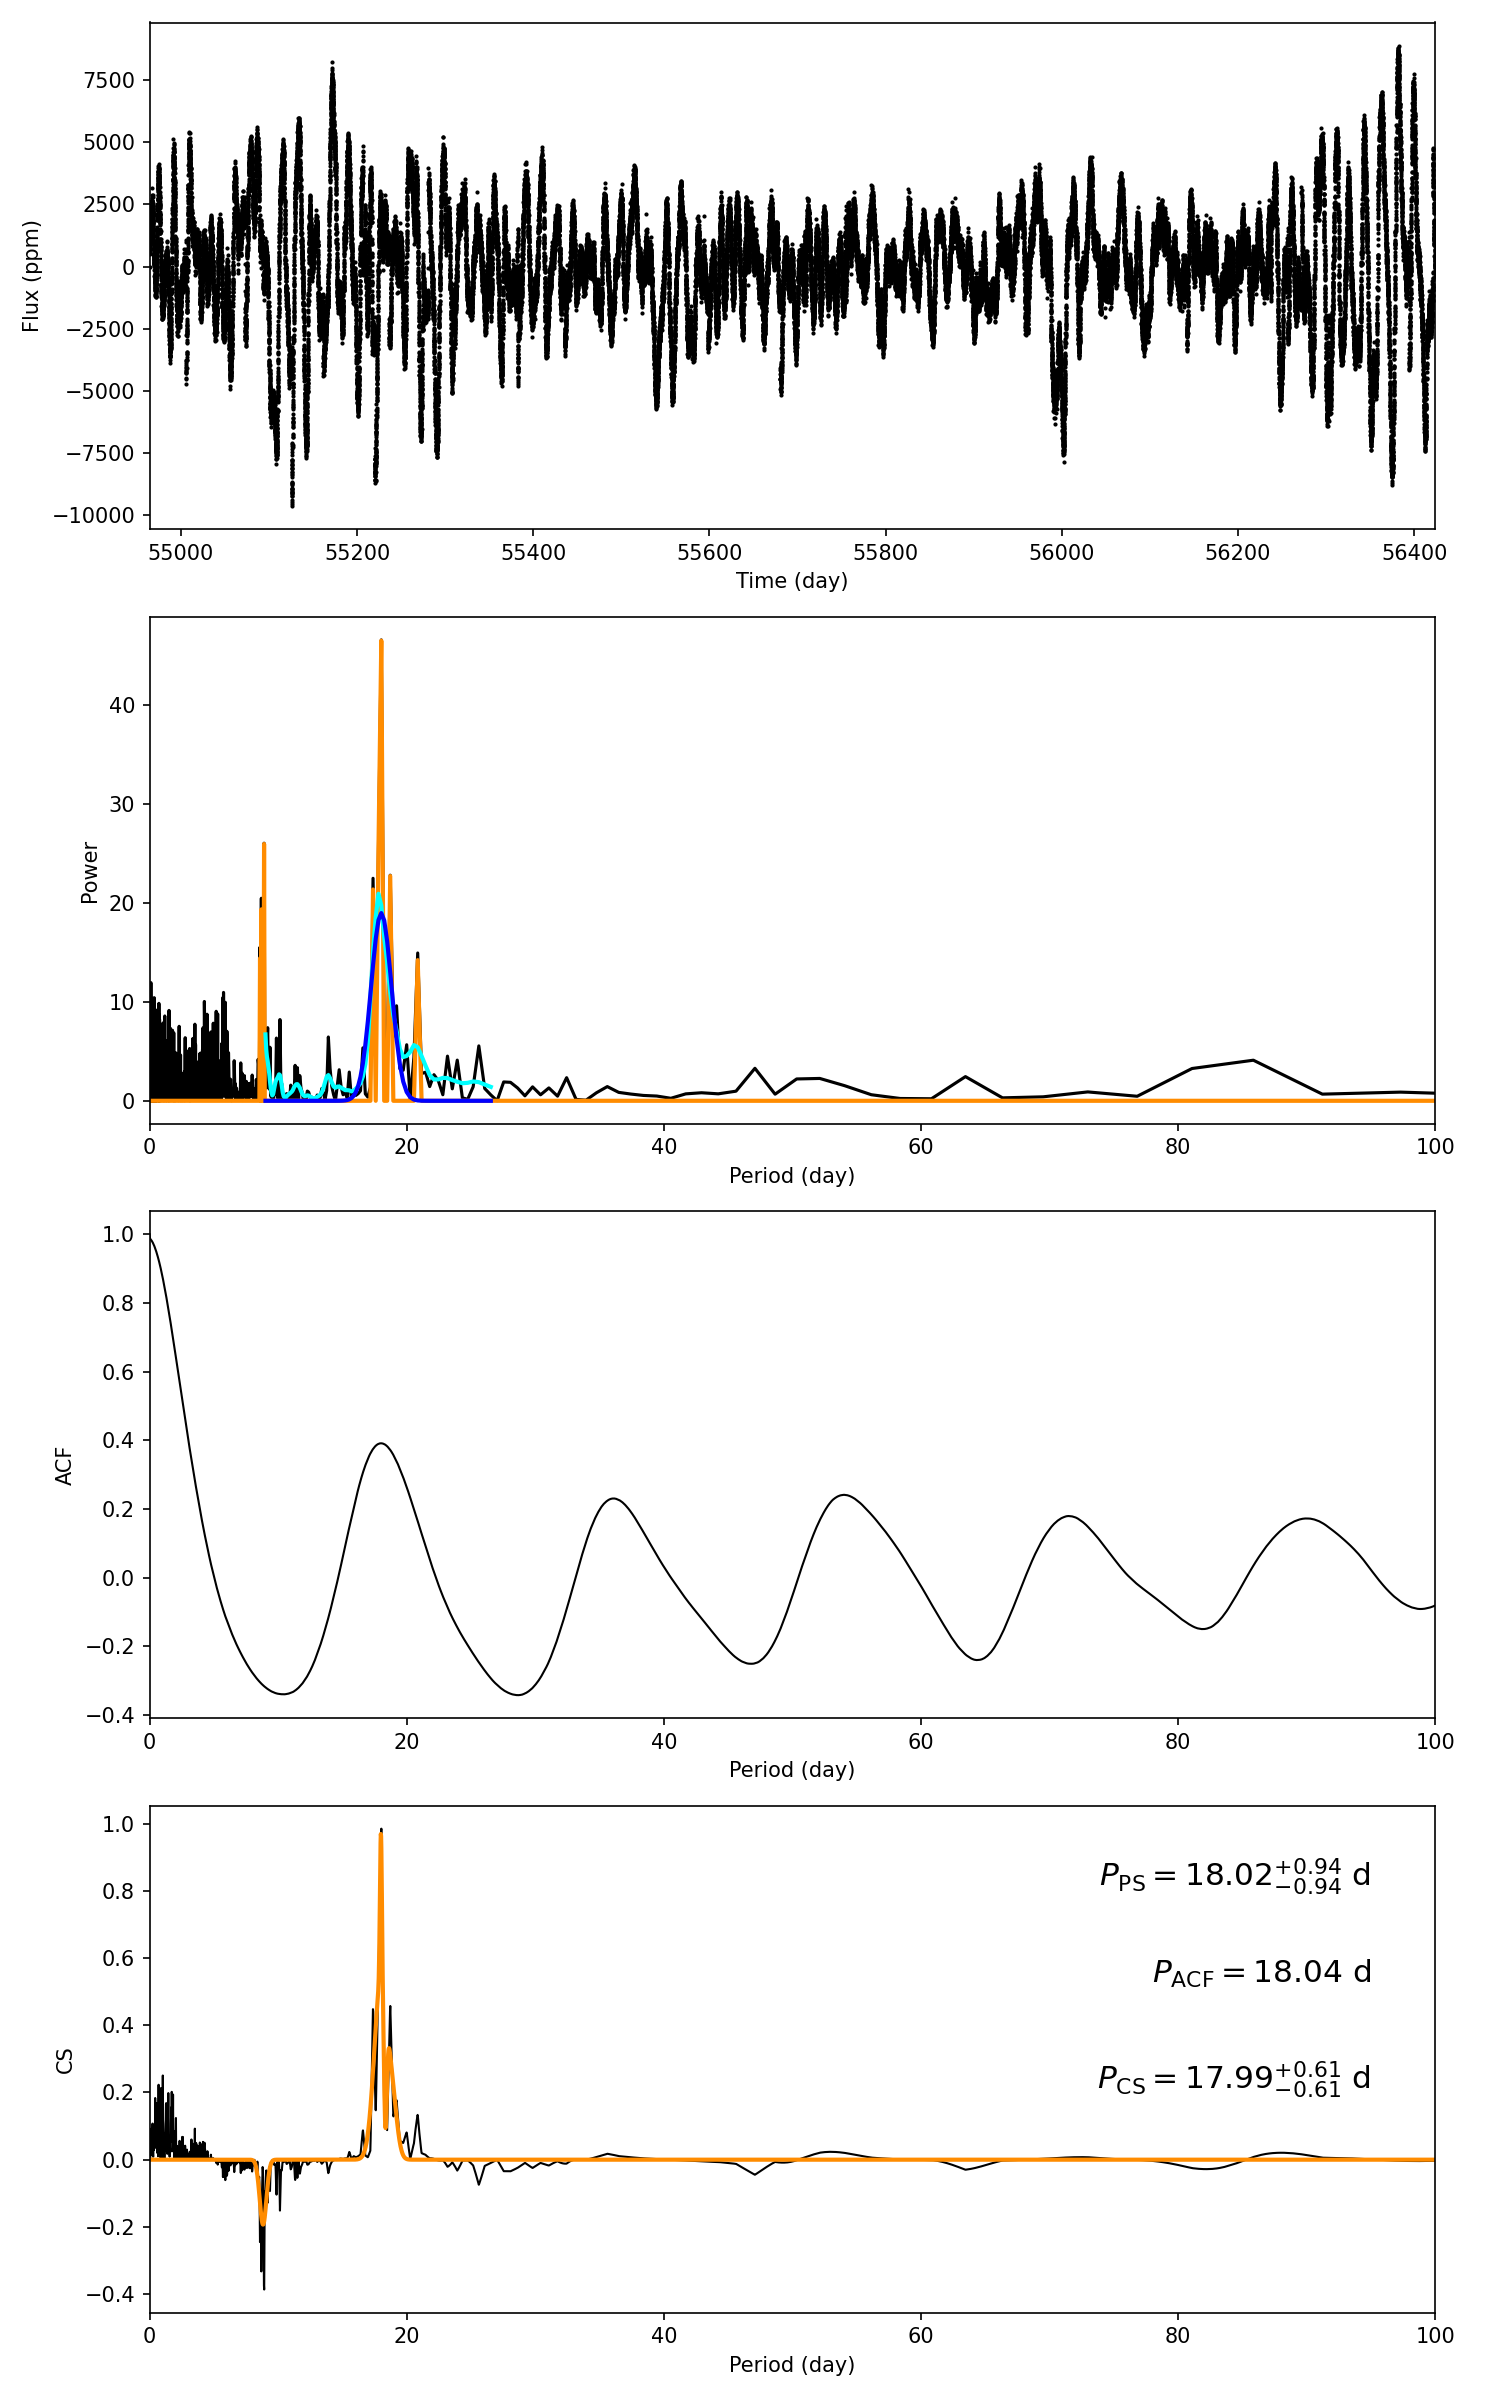 7500
5000
2500
0
−2500
−5000
−7500
−10000
Flux (ppm)
55000 55200 55400 55600 55800 56000 56200 56400
Time (day)
40
30
20
10
0
Power
0 20 40 60 80 100
Period (day)
1.0
0.8
0.6
0.4
0.2
0.0
−0.2
−0.4
ACF
0 20 40 60 80 100
Period (day)
1.0
0.8
0.6
0.4
0.2
0.0
−0.2
−0.4
CS
P_PS = 18.02^{+0.94}_{−0.94} d
P_ACF = 18.04 d
P_CS = 17.99^{+0.61}_{−0.61} d
0 20 40 60 80 100
Period (day)